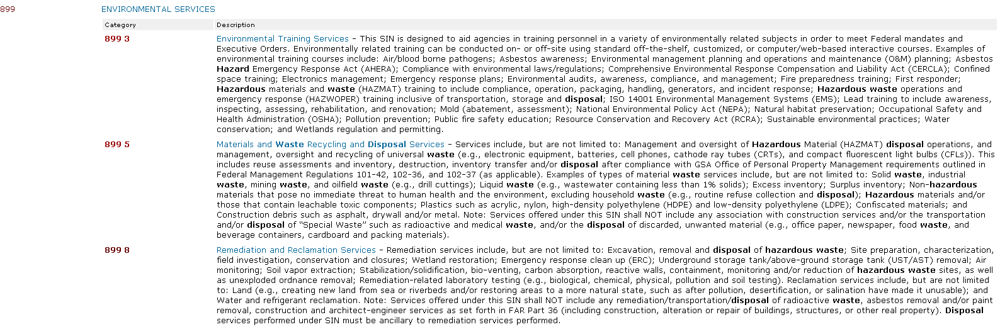 899 ENVIRONMENTAL SERVICES
Category Description
899 3 Environmental Training Services - This SIN is designed to aid agencies in training personnel in a variety of environmentally related subjects in order to meet Federal mandates and
Executive Orders. Environmentally related training can be conducted on- or off-site using standard off-the-shelf, customized, or computer/web-based interactive courses. Examples of
environmental training courses include: Air/blood borne pathogens; Asbestos awareness; Environmental management planning and operations and maintenance (O&M) planning; Asbestos
Hazard Emergency Response Act (AHERA); Compliance with environmental laws/regulations; Comprehensive Environmental Response Compensation and Liability Act (CERCLA); Confined
space training; Electronics management; Emergency response plans; Environmental audits, awareness, compliance, and management; Fire preparedness training; First responder;
Hazardous materials and waste (HAZMAT) training to include compliance, operation, packaging, handling, generators, and incident response; Hazardous waste operations and
emergency response (HAZWOPER) training inclusive of transportation, storage and disposal; ISO 14001 Environmental Management Systems (EMS); Lead training to include awareness,
inspecting, assessing, rehabilitation, and renovation; Mold (abatement, assessment); National Environmental Policy Act (NEPA); Natural habitat preservation; Occupational Safety and
Health Administration (OSHA); Pollution prevention; Public fire safety education; Resource Conservation and Recovery Act (RCRA); Sustainable environmental practices; Water
conservation; and Wetlands regulation and permitting.
899 5 Materials and Waste Recycling and Disposal Services - Services include, but are not limited to: Management and oversight of Hazardous Material (HAZMAT) disposal operations, and
management, oversight and recycling of universal waste (e.g., electronic equipment, batteries, cell phones, cathode ray tubes (CRTs), and compact fluorescent light bulbs (CFLs)). This
includes reuse assessments and inventory, destruction, inventory transfer and/or disposal after compliance with GSA Office of Personal Property Management requirements outlined in
Federal Management Regulations 101-42, 102-36, and 102-37 (as applicable). Examples of types of material waste services include, but are not limited to: Solid waste, industrial
waste, mining waste, and oilfield waste (e.g., drill cuttings); Liquid waste (e.g., wastewater containing less than 1% solids); Excess inventory; Surplus inventory; Non-hazardous
materials that pose no immediate threat to human health and the environment, excluding household waste (e.g., routine refuse collection and disposal); Hazardous materials and/or
those that contain leachable toxic components; Plastics such as acrylic, nylon, high-density polyethylene (HDPE) and low-density polyethylene (LDPE); Confiscated materials; and
Construction debris such as asphalt, drywall and/or metal. Note: Services offered under this SIN shall NOT include any association with construction services and/or the transportation
and/or disposal of “Special Waste” such as radioactive and medical waste, and/or the disposal of discarded, unwanted material (e.g., office paper, newspaper, food waste, and
beverage containers, cardboard and packing materials).
899 8 Remediation and Reclamation Services - Remediation services include, but are not limited to: Excavation, removal and disposal of hazardous waste; Site preparation, characterization,
field investigation, conservation and closures; Wetland restoration; Emergency response clean up (ERC); Underground storage tank/above-ground storage tank (UST/AST) removal; Air
monitoring; Soil vapor extraction; Stabilization/solidification, bio-venting, carbon absorption, reactive walls, containment, monitoring and/or reduction of hazardous waste sites, as well
as unexploded ordnance removal; Remediation-related laboratory testing (e.g., biological, chemical, physical, pollution and soil testing). Reclamation services include, but are not limited
to: Land (e.g., creating new land from sea or riverbeds and/or restoring areas to a more natural state, such as after pollution, desertification, or salination have made it unusable); and
Water and refrigerant reclamation. Note: Services offered under this SIN shall NOT include any remediation/transportation/disposal of radioactive waste, asbestos removal and/or paint
removal, construction and architect-engineer services as set forth in FAR Part 36 (including construction, alteration or repair of buildings, structures, or other real property). Disposal
services performed under SIN must be ancillary to remediation services performed.